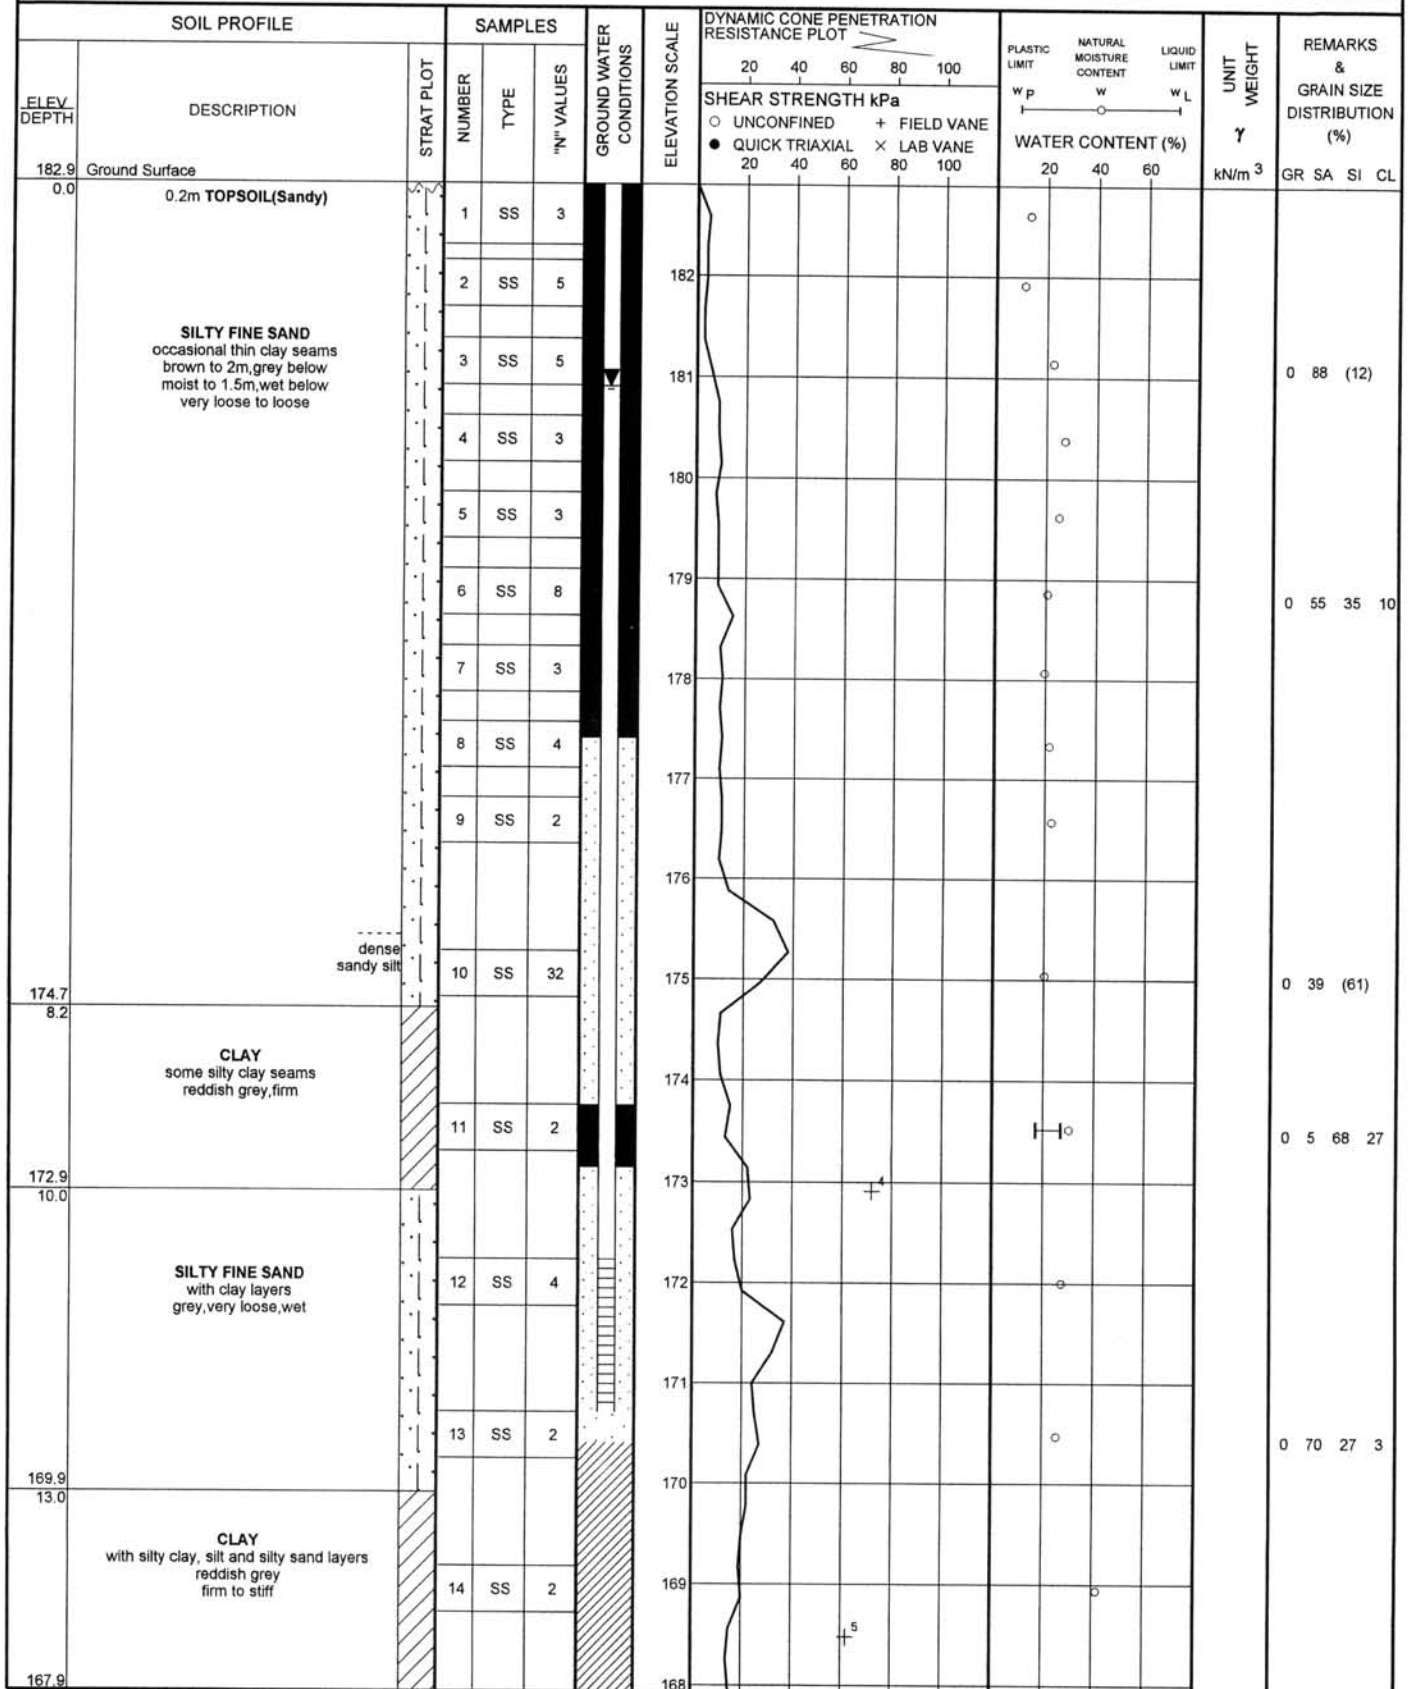 SOIL PROFILE
SAMPLES
GROUND WATER CONDITIONS
ELEVATION SCALE
DYNAMIC CONE PENETRATION
RESISTANCE PLOT
20 40 60 80 100
SHEAR STRENGTH kPa
○ UNCONFINED + FIELD VANE
● QUICK TRIAXIAL × LAB VANE
PLASTIC LIMIT
NATURAL MOISTURE CONTENT
LIQUID LIMIT
W P W W L
WATER CONTENT (%)
20 40 60
UNIT WEIGHT
γ
kN/m 3
REMARKS
&
GRAIN SIZE
DISTRIBUTION
(%)
GR SA SI CL
ELEV
DEPTH
DESCRIPTION
STRAT PLOT
NUMBER
TYPE
"N" VALUES
182.9 Ground Surface
0.0
0.2m TOPSOIL(Sandy)
1 SS 3
182
2 SS 5
SILTY FINE SAND
occasional thin clay seams
brown to 2m,grey below
moist to 1.5m,wet below
very loose to loose
3 SS 5
181
0 88 (12)
4 SS 3
180
5 SS 3
179
6 SS 8
0 55 35 10
7 SS 3
178
8 SS 4
177
9 SS 2
176
dense
sandy silt
10 SS 32
175
0 39 (61)
174.7
8.2
CLAY
some silty clay seams
reddish grey,firm
174
11 SS 2
0 5 68 27
172.9
10.0
173
4
SILTY FINE SAND
with clay layers
grey,very loose,wet
12 SS 4
172
171
13 SS 2
0 70 27 3
169.9
13.0
170
CLAY
with silty clay, silt and silty sand layers
reddish grey
firm to stiff
14 SS 2
169
5
167.9
168